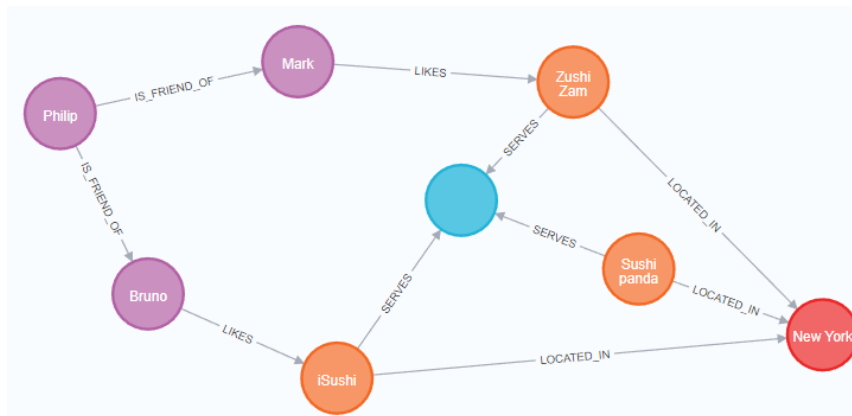 Mark
LIKES
Zushi
Zam
IS_FRIEND_OF
Philip
SERVES
IS_FRIEND_OF
LOCATED_IN
SERVES
Sushi
panda
Bruno
SERVES
LOCATED_IN
LIKES
New York
LOCATED_IN
iSushi